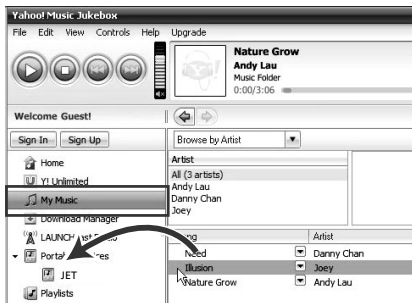 Yahoo! Music Jukebox
File Edit View Controls Help Upgrade
Nature Grow
Andy Lau
Music Folder
0:00/3:06
Welcome Guest!
Sign In Sign Up
Browse by Artist
Home
Artist
Y! Unlimited
All (3 artists)
Andy Lau
My Music
Danny Chan
Download Manager
Joey
LAUNCH
Artist
Need Danny Chan
JET
Illusion Joey
Playlists
Nature Grow Andy Lau